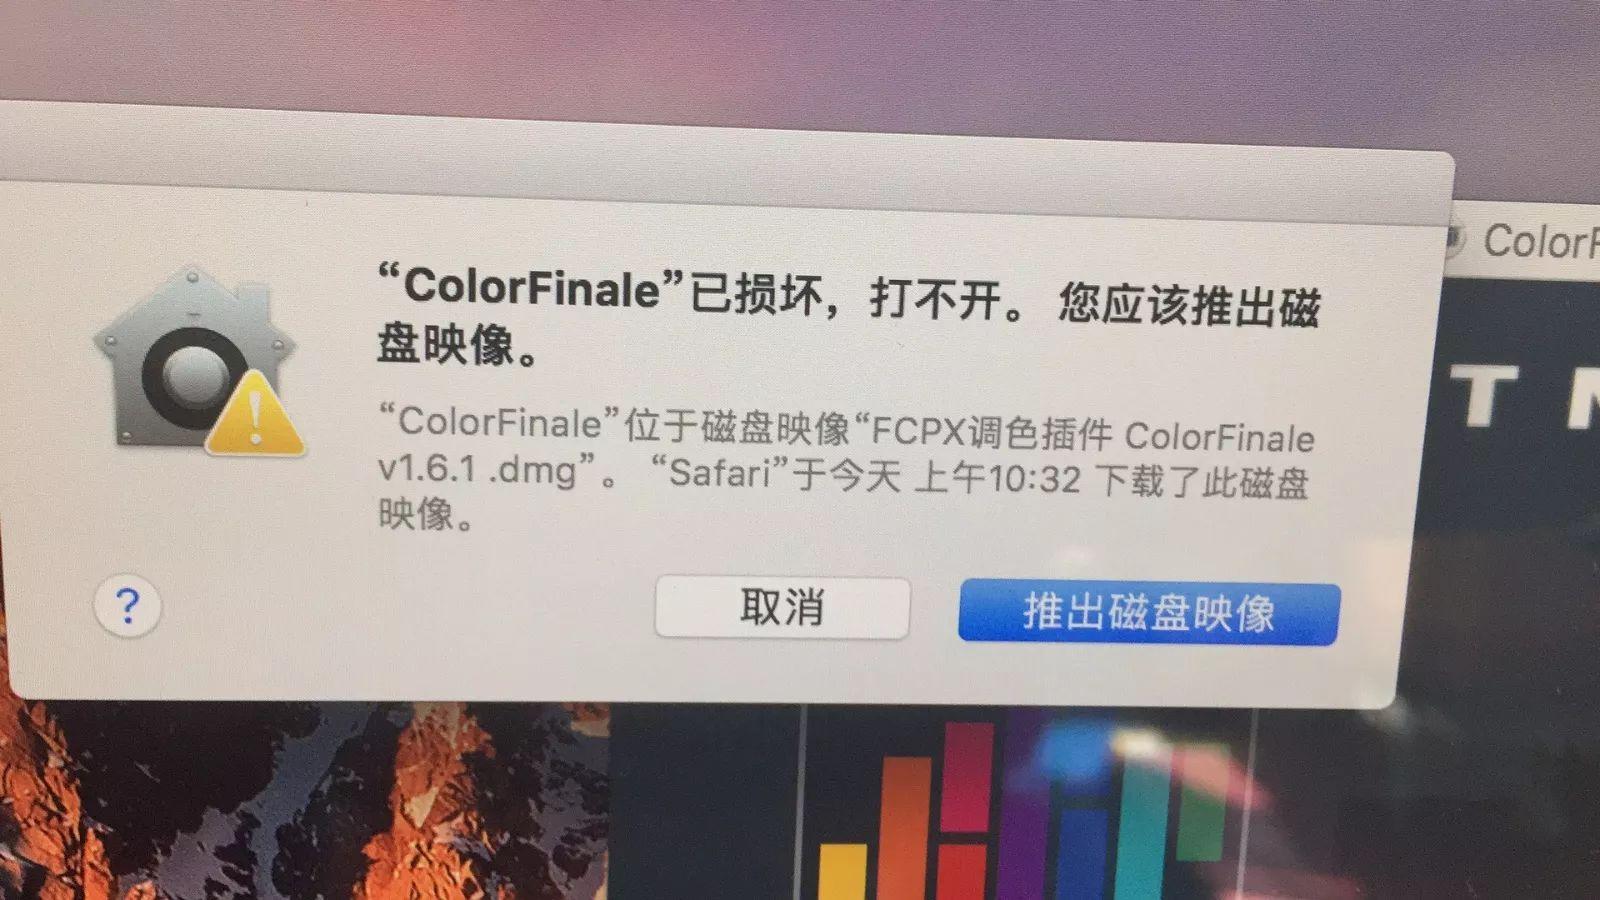 ColorF
“ColorFinale”已损坏，打不开。 您应该推出磁
盘映像。
“ColorFinale”位于磁盘映像“FCPX调色插件 ColorFinale
v1.6.1 .dmg”。 “Safari”于今天 上午10:32 下载了此磁盘
映像。
T
?
取消
推出磁盘映像